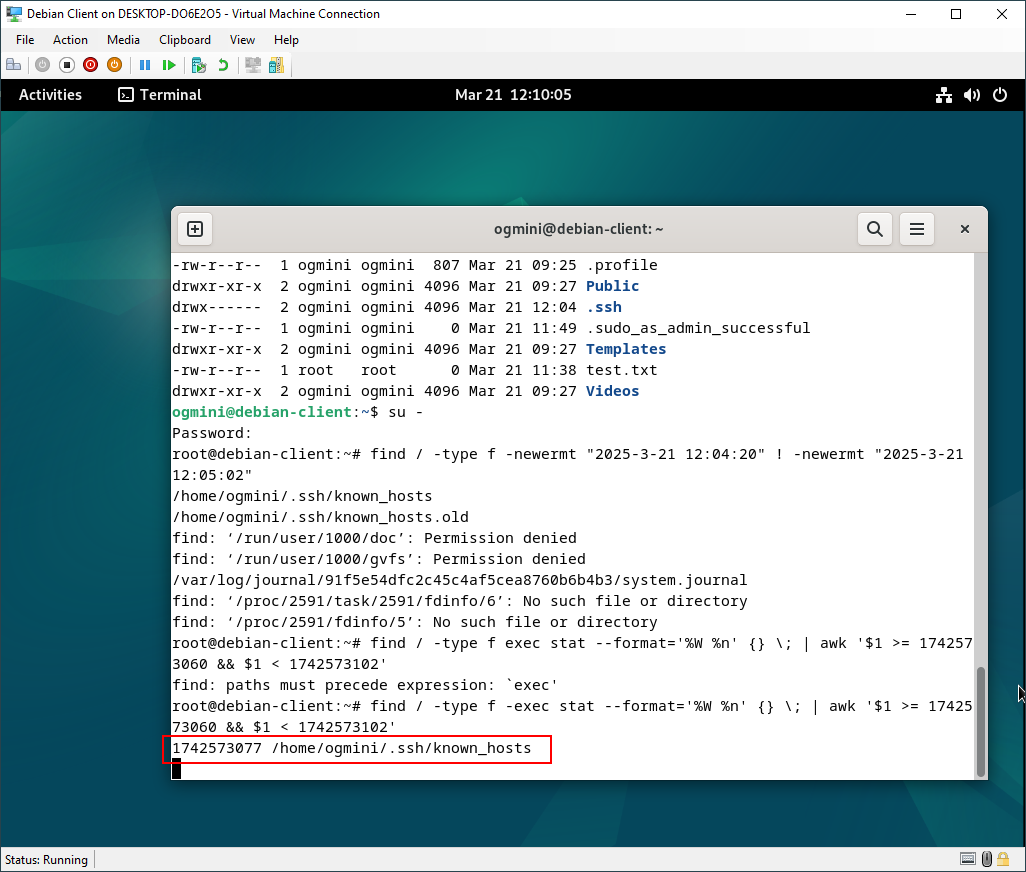 Debian Client on DESKTOP-DO6E2O5 - Virtual Machine Connection
File Action Media Clipboard View Help
Activities Terminal Mar 21 12:10:05
ogmini@debian-client: ~
-rw-r--r--  1 ogmini ogmini  807 Mar 21 09:25 .profile
drwxr-xr-x  2 ogmini ogmini 4096 Mar 21 09:27 Public
drwx------  2 ogmini ogmini 4096 Mar 21 12:04 .ssh
-rw-r--r--  1 ogmini ogmini    0 Mar 21 11:49 .sudo_as_admin_successful
drwxr-xr-x  2 ogmini ogmini 4096 Mar 21 09:27 Templates
-rw-r--r--  1 root   root      0 Mar 21 11:38 test.txt
drwxr-xr-x  2 ogmini ogmini 4096 Mar 21 09:27 Videos
ogmini@debian-client:~$ su -
Password:
root@debian-client:~# find / -type f -newermt "2025-3-21 12:04:20" ! -newermt "2025-3-21
12:05:02"
/home/ogmini/.ssh/known_hosts
/home/ogmini/.ssh/known_hosts.old
find: ‘/run/user/1000/doc’: Permission denied
find: ‘/run/user/1000/gvfs’: Permission denied
/var/log/journal/91f5e54dfc2c45c4af5cea8760b6b4b3/system.journal
find: ‘/proc/2591/task/2591/fdinfo/6’: No such file or directory
find: ‘/proc/2591/fdinfo/5’: No such file or directory
root@debian-client:~# find / -type f exec stat --format='%W %n' {} \; | awk '$1 >= 174257
3060 && $1 < 1742573102'
find: paths must precede expression: `exec'
root@debian-client:~# find / -type f -exec stat --format='%W %n' {} \; | awk '$1 >= 17425
73060 && $1 < 1742573102'
1742573077 /home/ogmini/.ssh/known_hosts
Status: Running